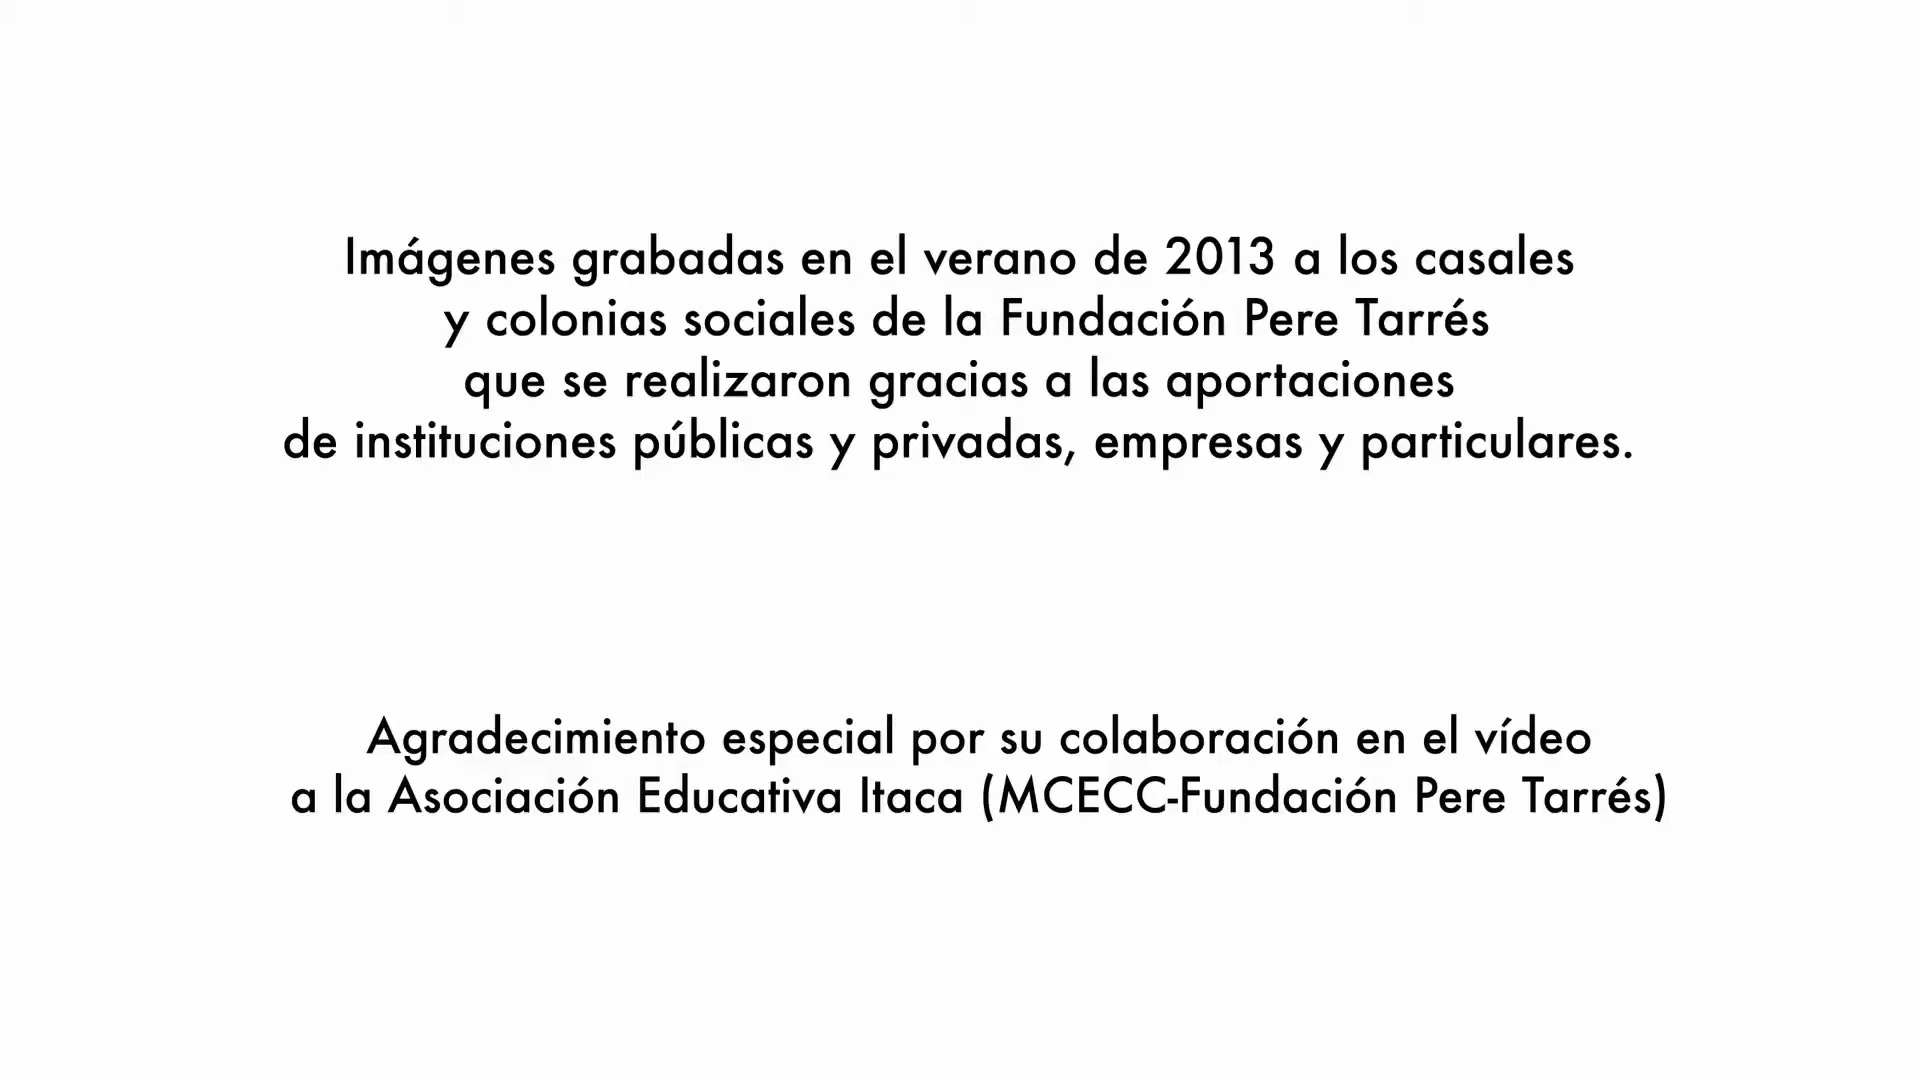 Imágenes grabadas en el verano de 2013 a los casales
y colonias sociales de la Fundación Pere Tarrés
que se realizaron gracias a las aportaciones
de instituciones públicas y privadas, empresas y particulares.
Agradecimiento especial por su colaboración en el vídeo
a la Asociación Educativa Itaca (MCECC-Fundación Pere Tarrés)